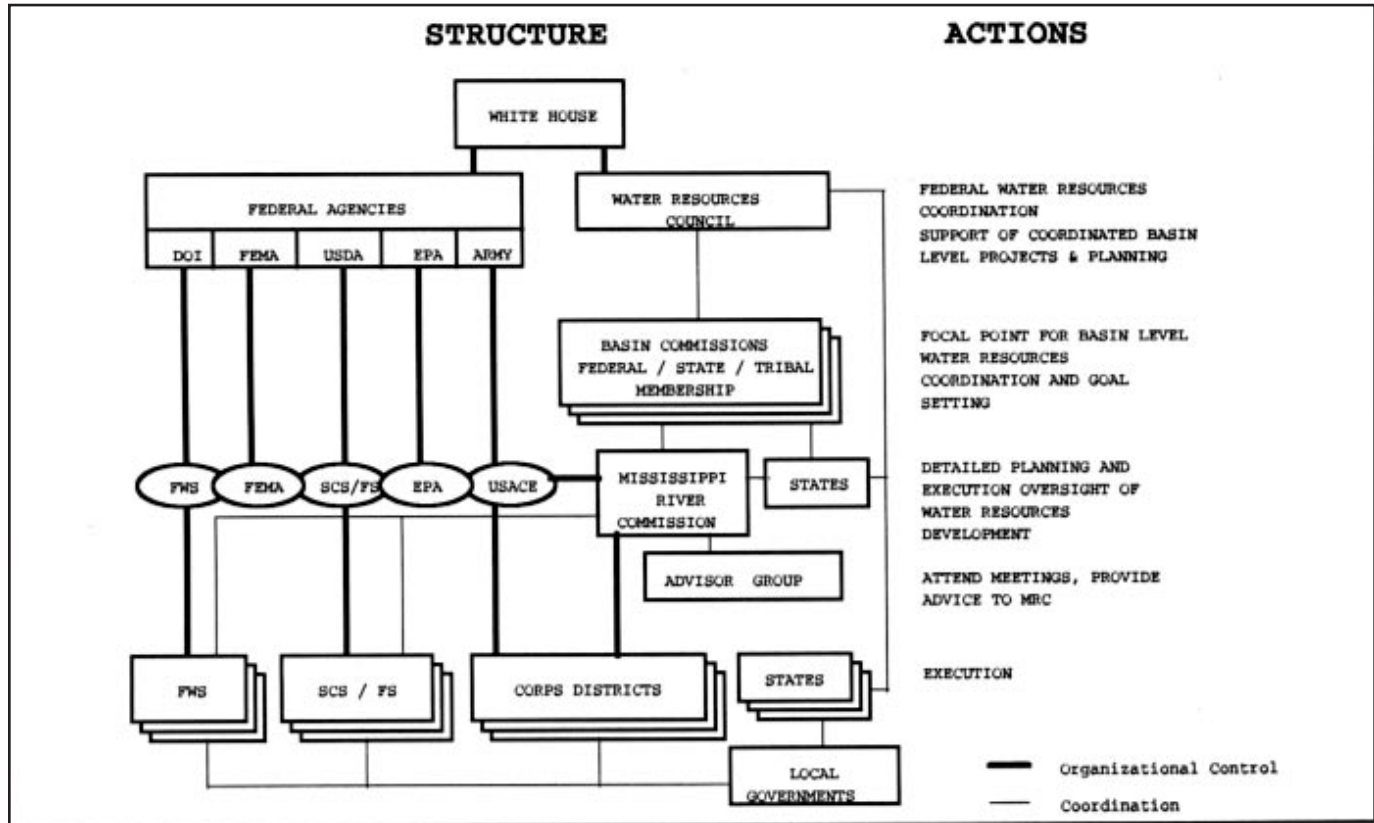 STRUCTURE
ACTIONS
WHITE HOUSE
FEDERAL AGENCIES
DOI
FEMA
USDA
EPA
ARMY
WATER RESOURCES
COUNCIL
FEDERAL WATER RESOURCES
COORDINATION
SUPPORT OF COORDINATED BASIN
LEVEL PROJECTS & PLANNING
BASIN COMMISSIONS
FEDERAL / STATE / TRIBAL
MEMBERSHIP
FOCAL POINT FOR BASIN LEVEL
WATER RESOURCES
COORDINATION AND GOAL
SETTING
FWS
FEMA
SCS/FS
EPA
USACE
MISSISSIPPI
RIVER
COMMISSION
STATES
DETAILED PLANNING AND
EXECUTION OVERSIGHT OF
WATER RESOURCES
DEVELOPMENT
ADVISOR GROUP
ATTEND MEETINGS, PROVIDE
ADVICE TO MRC
FWS
SCS / FS
CORPS DISTRICTS
STATES
EXECUTION
LOCAL
GOVERNMENTS
Organizational Control
Coordination